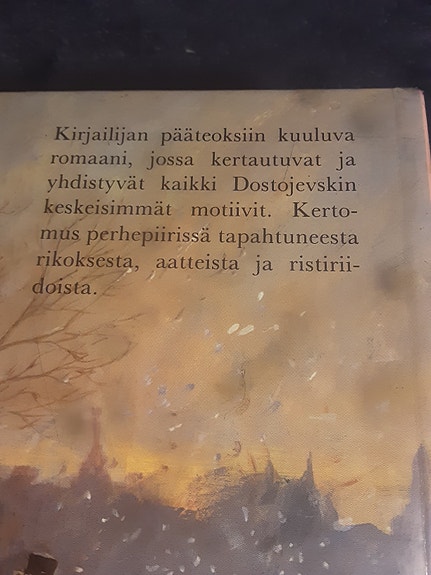 Kirjailijan pääteoksiin kuuluva
romaani, jossa kertautuvat ja
yhdistyvät kaikki Dostojevskin
keskeisimmät motiivit. Kerto-
mus perhepiirissä tapahtuneesta
rikoksesta, aatteista ja ristirii-
doista.